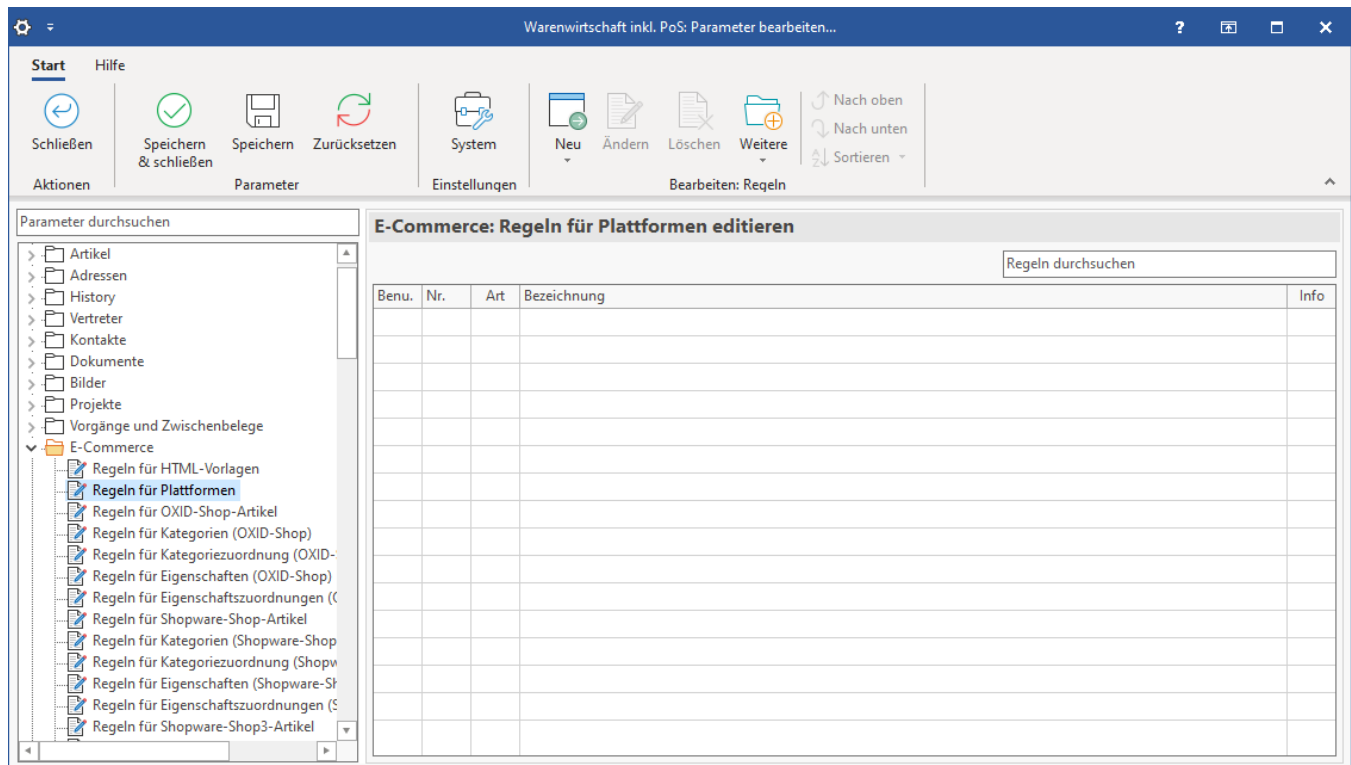 Warenwirtschaft inkl. PoS: Parameter bearbeiten...
Start Hilfe
Schließen
Speichern & schließen
Speichern
Zurücksetzen
System
Neu
Ändern
Löschen
Weitere
Nach oben
Nach unten
Sortieren
Aktionen
Parameter
Einstellungen
Bearbeiten: Regeln
Parameter durchsuchen
Artikel
Adressen
History
Vertreter
Kontakte
Dokumente
Bilder
Projekte
Vorgänge und Zwischenbelege
E-Commerce
Regeln für HTML-Vorlagen
Regeln für Plattformen
Regeln für OXID-Shop-Artikel
Regeln für Kategorien (OXID-Shop)
Regeln für Kategoriezuordnung (OXID-
Regeln für Eigenschaften (OXID-Shop)
Regeln für Eigenschaftszuordnungen (
Regeln für Shopware-Shop-Artikel
Regeln für Kategorien (Shopware-Shop
Regeln für Kategoriezuordnung (Shopw
Regeln für Eigenschaften (Shopware-Sh
Regeln für Eigenschaftszuordnungen (S
Regeln für Shopware-Shop3-Artikel
E-Commerce: Regeln für Plattformen editieren
Regeln durchsuchen
Benu. Nr. Art Bezeichnung Info